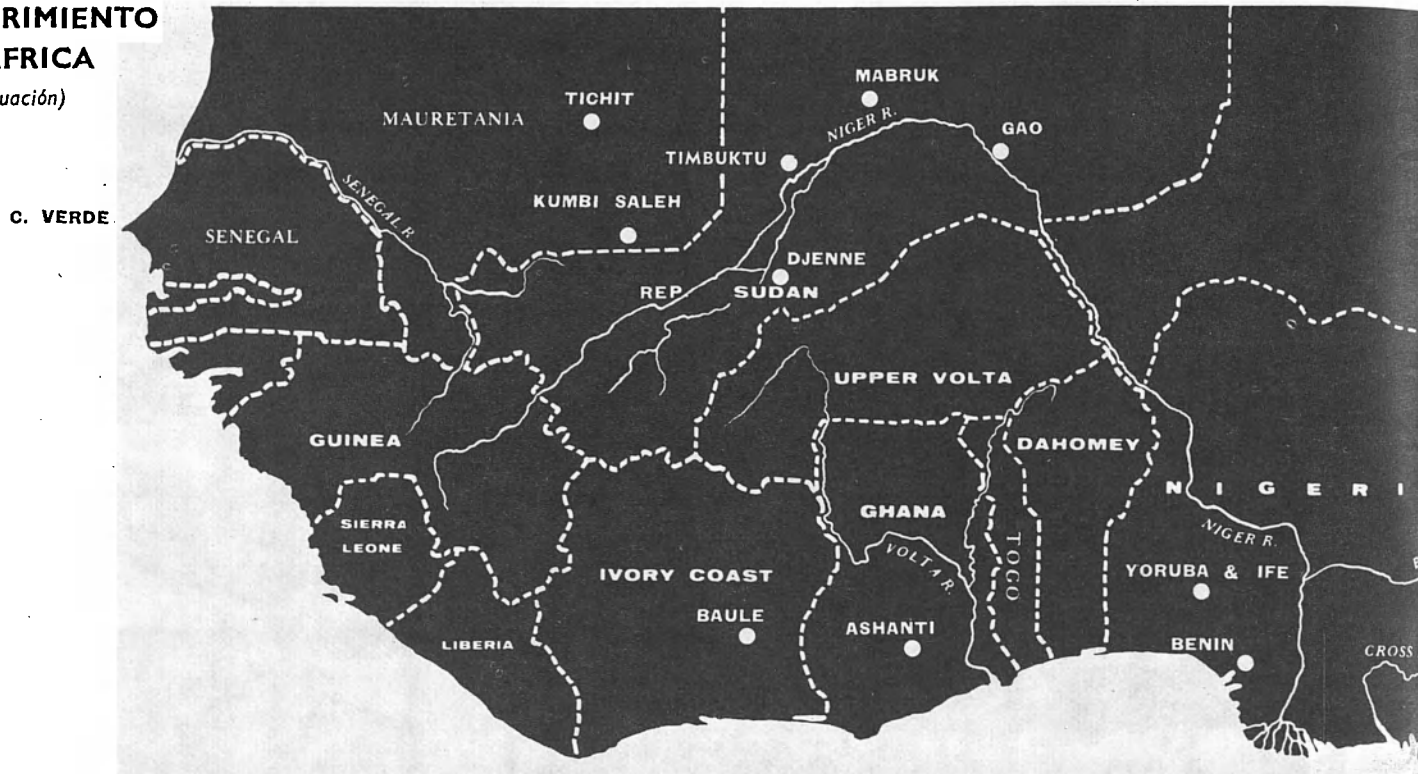 RIMIENTO
FRICA
uación)
MABRUK
TICHIT
MAURETANIA
NIGER R.
GAO
TIMBUKTU
SENEGAL R.
KUMBI SALEH
C. VERDE
SENEGAL
DJENNE
REP. SUDAN
UPPER VOLTA
GUINEA
DAHOMEY
NIGERI
GHANA
SIERRA
LEONE
NIGER R.
VOLTA R.
TOGO
IVORY COAST
YORUBA & IFE
BAULE
ASHANTI
LIBERIA
BENIN
CROSS